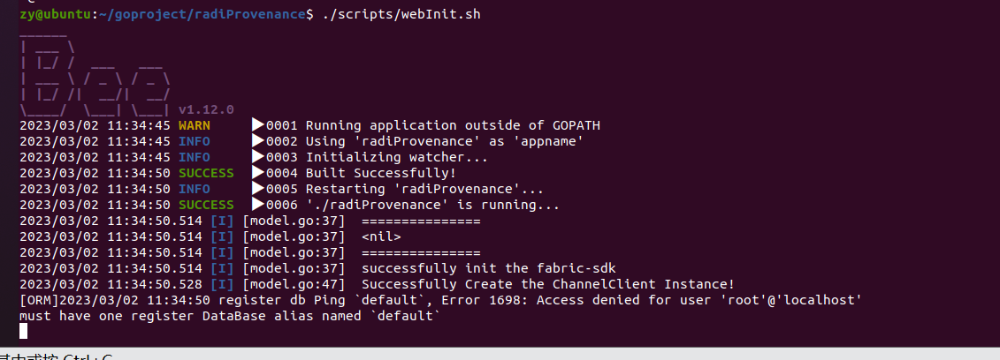 zy@ubuntu:~/goproject/radiProvenance$ ./scripts/webInit.sh
______
| ___ \
| |_/ /  ___   ___
| ___ \ / _ \ / _ \
| |_/ /|  __/|  __/
\____/  \___| \___| v1.12.0
2023/03/02 11:34:45 WARN     ▶ 0001 Running application outside of GOPATH
2023/03/02 11:34:45 INFO     ▶ 0002 Using 'radiProvenance' as 'appname'
2023/03/02 11:34:45 INFO     ▶ 0003 Initializing watcher...
2023/03/02 11:34:50 SUCCESS  ▶ 0004 Built Successfully!
2023/03/02 11:34:50 INFO     ▶ 0005 Restarting 'radiProvenance'...
2023/03/02 11:34:50 SUCCESS  ▶ 0006 './radiProvenance' is running...
2023/03/02 11:34:50.514 [I] [model.go:37]  ===============
2023/03/02 11:34:50.514 [I] [model.go:37]  <nil>
2023/03/02 11:34:50.514 [I] [model.go:37]  ===============
2023/03/02 11:34:50.514 [I] [model.go:37]  successfully init the fabric-sdk
2023/03/02 11:34:50.528 [I] [model.go:47]  Successfully Create the ChannelClient Instance!
[ORM]2023/03/02 11:34:50 register db Ping `default`, Error 1698: Access denied for user 'root'@'localhost'
must have one register DataBase alias named `default`